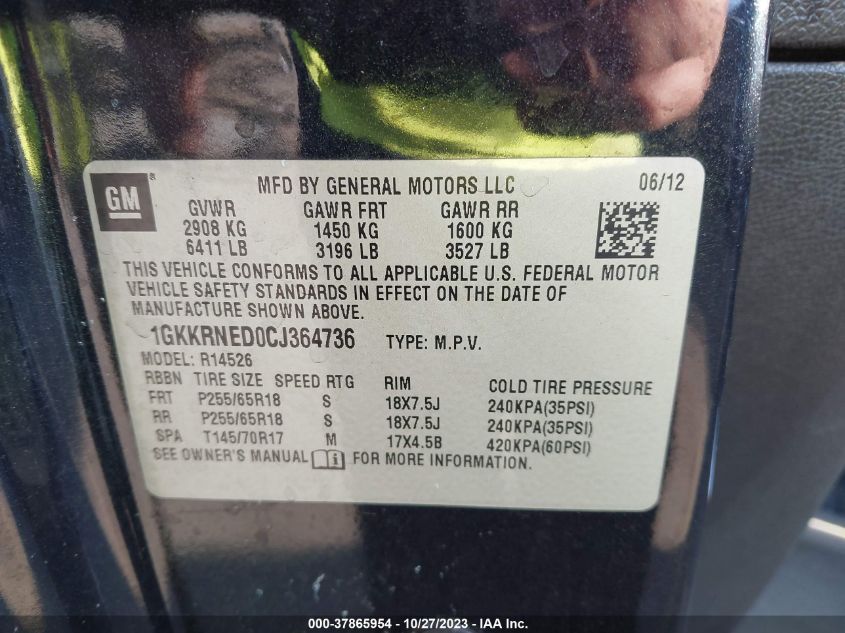 GM ® MFD BY GENERAL MOTORS LLC 06/12
GVWR GAWR FRT GAWR RR
2908 KG 1450 KG 1600 KG
6411 LB 3196 LB 3527 LB
THIS VEHICLE CONFORMS TO ALL APPLICABLE U.S. FEDERAL MOTOR
VEHICLE SAFETY STANDARDS IN EFFECT ON THE DATE OF
MANUFACTURE SHOWN ABOVE.
1GKKRNED0CJ364736 TYPE: M.P.V.
MODEL: R14526
RBBN TIRE SIZE SPEED RTG RIM COLD TIRE PRESSURE
FRT P255/65R18 S 18X7.5J 240KPA(35PSI)
RR P255/65R18 S 18X7.5J 240KPA(35PSI)
SPA T145/70R17 M 17X4.5B 420KPA(60PSI)
SEE OWNER'S MANUAL i FOR MORE INFORMATION.
000-37865954 - 10/27/2023 - IAA Inc.